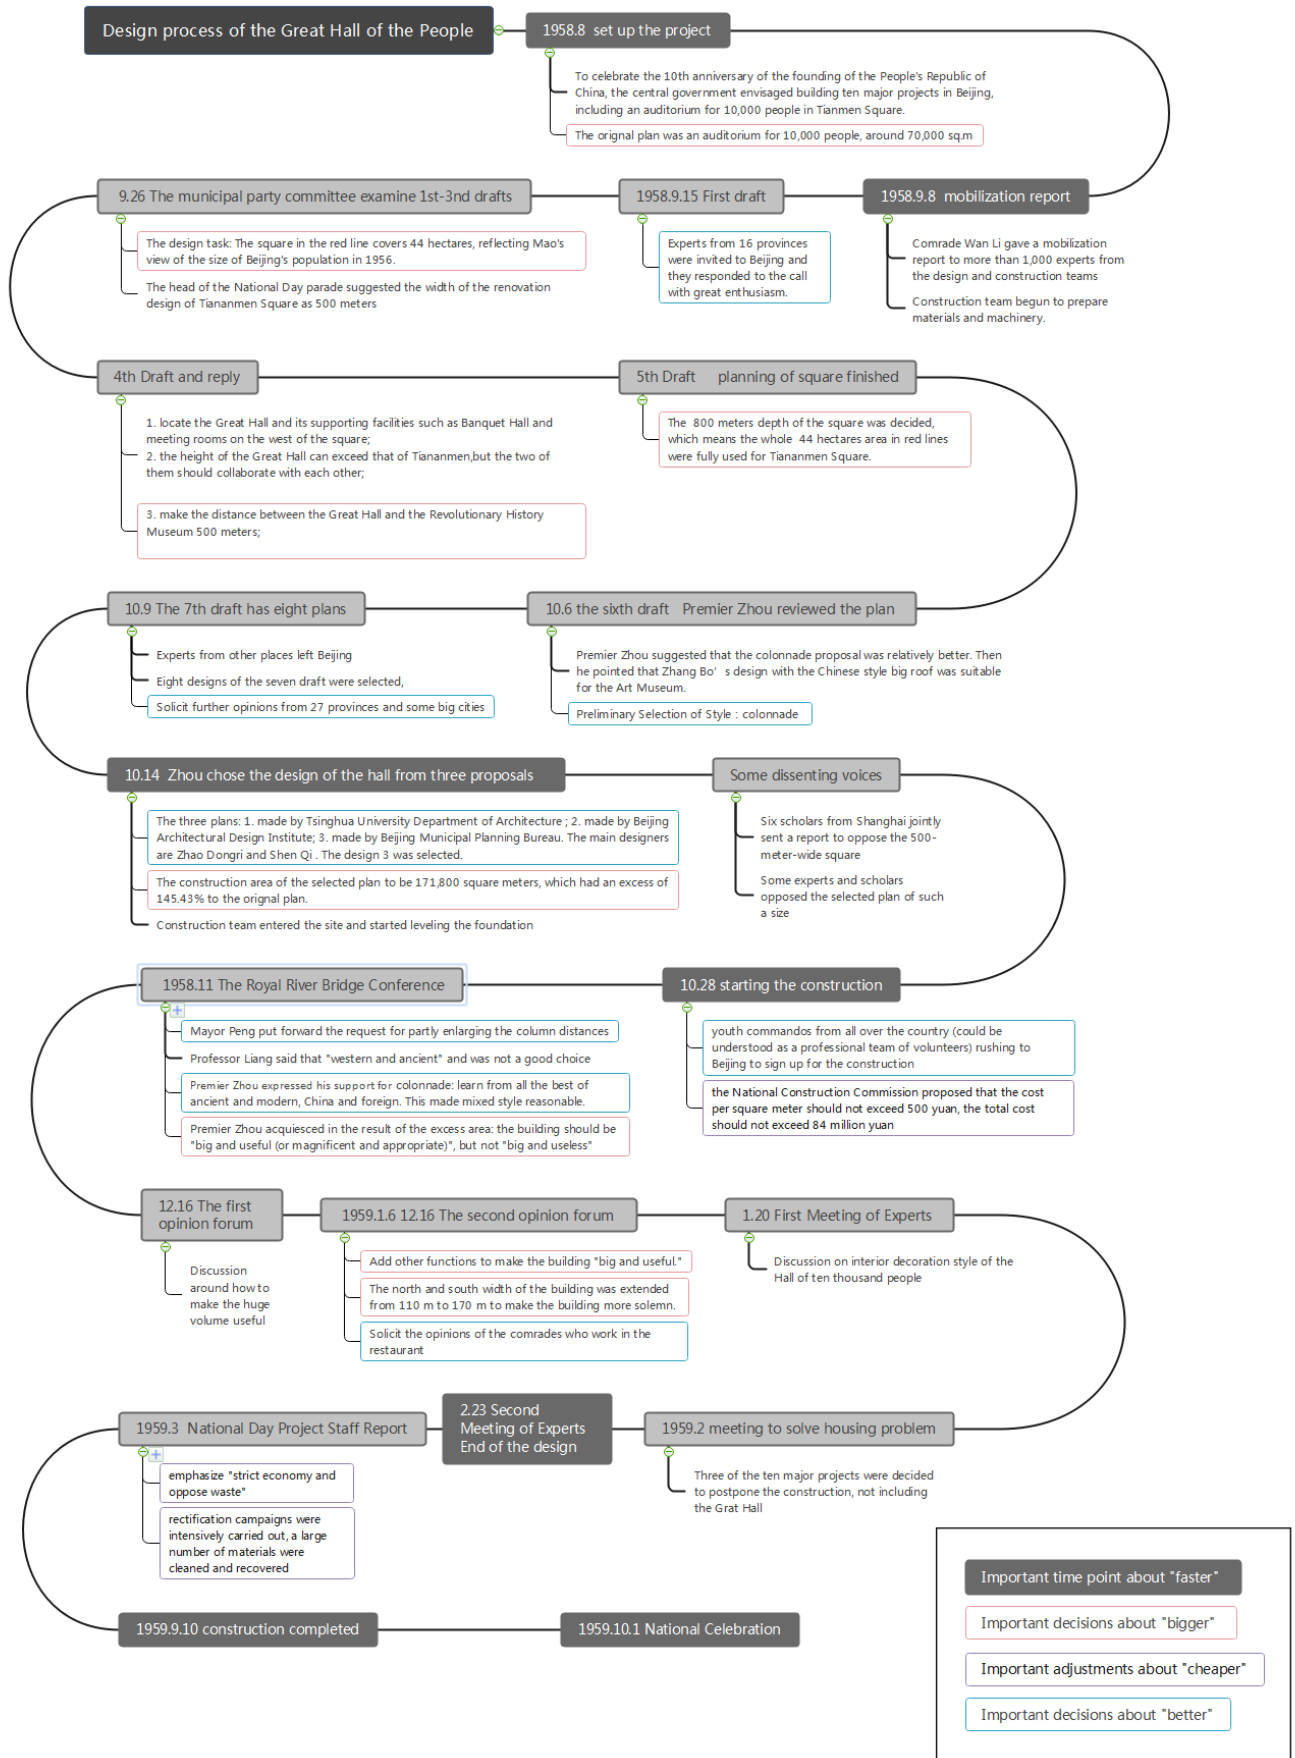 Design process of the Great Hall of the People
1958.8  set up the project
To celebrate the 10th anniversary of the founding of the People's Republic of
China, the central government envisaged building ten major projects in Beijing,
including an auditorium for 10,000 people in Tianmen Square.
The orignal plan was an auditorium for 10,000 people, around 70,000 sq.m
1958.9.8  mobilization report
Comrade Wan Li gave a mobilization
report to more than 1,000 experts from
the design and construction teams
Construction team begun to prepare
materials and machinery.
1958.9.15 First draft
Experts from 16 provinces
were invited to Beijing and
they responded to the call
with great enthusiasm.
9.26 The municipal party committee examine 1st-3nd drafts
The design task: The square in the red line covers 44 hectares, reflecting Mao's
view of the size of Beijing's population in 1956.
The head of the National Day parade suggested the width of the renovation
design of Tiananmen Square as 500 meters
4th Draft and reply
1. locate the Great Hall and its supporting facilities such as Banquet Hall and
meeting rooms on the west of the square;
2. the height of the Great Hall can exceed that of Tiananmen,but the two of
them should collaborate with each other;
3. make the distance between the Great Hall and the Revolutionary History
Museum 500 meters;
5th Draft     planning of square finished
The  800 meters depth of the square was decided,
which means the whole  44 hectares area in red lines
were fully used for Tiananmen Square.
10.6 the sixth draft   Premier Zhou reviewed the plan
Premier Zhou suggested that the colonnade proposal was relatively better. Then
he pointed that Zhang Bo’ s design with the Chinese style big roof was suitable
for the Art Museum.
Preliminary Selection of Style : colonnade
10.9 The 7th draft has eight plans
Experts from other places left Beijing
Eight designs of the seven draft were selected,
Solicit further opinions from 27 provinces and some big cities
10.14  Zhou chose the design of the hall from three proposals
The three plans: 1. made by Tsinghua University Department of Architecture ; 2. made by Beijing
Architectural Design Institute; 3. made by Beijing Municipal Planning Bureau. The main designers
are Zhao Dongri and Shen Qi . The design 3 was selected.
The construction area of the selected plan to be 171,800 square meters, which had an excess of
145.43% to the orignal plan.
Construction team entered the site and started leveling the foundation
Some dissenting voices
Six scholars from Shanghai jointly
sent a report to oppose the 500-
meter-wide square
Some experts and scholars
opposed the selected plan of such
a size
10.28 starting the construction
youth commandos from all over the country (could be
understood as a professional team of volunteers) rushing to
Beijing to sign up for the construction
the National Construction Commission proposed that the cost
per square meter should not exceed 500 yuan, the total cost
should not exceed 84 million yuan
1958.11 The Royal River Bridge Conference
Mayor Peng put forward the request for partly enlarging the column distances
Professor Liang said that "western and ancient" and was not a good choice
Premier Zhou expressed his support for colonnade: learn from all the best of
ancient and modern, China and foreign. This made mixed style reasonable.
Premier Zhou acquiesced in the result of the excess area: the building should be
"big and useful (or magnificent and appropriate)", but not "big and useless"
12.16 The first
opinion forum
Discussion
around how to
make the huge
volume useful
1959.1.6 12.16 The second opinion forum
Add other functions to make the building "big and useful."
The north and south width of the building was extended
from 110 m to 170 m to make the building more solemn.
Solicit the opinions of the comrades who work in the
restaurant
1.20 First Meeting of Experts
Discussion on interior decoration style of the
Hall of ten thousand people
1959.2 meeting to solve housing problem
Three of the ten major projects were decided
to postpone the construction, not including
the Grat Hall
2.23 Second
Meeting of Experts
End of the design
1959.3  National Day Project Staff Report
emphasize "strict economy and
oppose waste"
rectification campaigns were
intensively carried out, a large
number of materials were
cleaned and recovered
1959.9.10 construction completed
1959.10.1 National Celebration
Important time point about "faster"
Important decisions about "bigger"
Important adjustments about "cheaper"
Important decisions about "better"